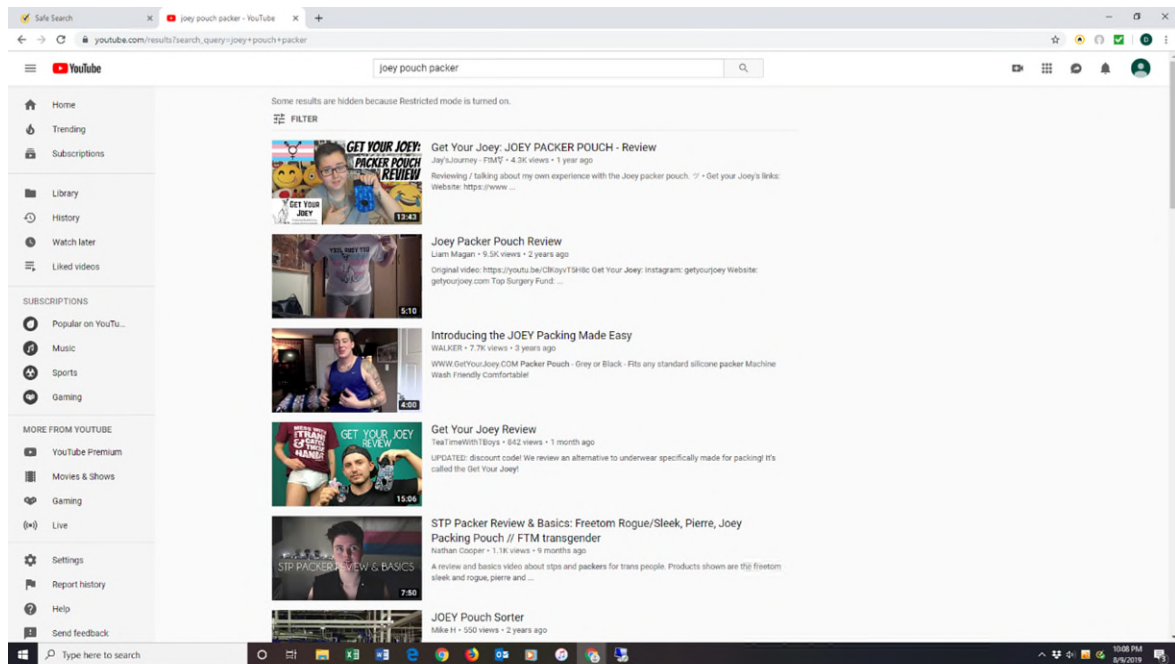 Safe Search
joey pouch packer - YouTube
youtube.com/results?search_query=joey+pouch+packer
YouTube
joey pouch packer
Home
Trending
Subscriptions
Library
History
Watch later
Liked videos
SUBSCRIPTIONS
Popular on YouTu...
Music
Sports
Gaming
MORE FROM YOUTUBE
YouTube Premium
Movies & Shows
Gaming
Live
Settings
Report history
Help
Send feedback
Some results are hidden because Restricted mode is turned on.
FILTER
GET YOUR JOEY:
PACKER POUCH
REVIEW
GET YOUR
JOEY
13:43
Get Your Joey: JOEY PACKER POUCH - Review
Jay'sJourney - FtM • 4.3K views • 1 year ago
Reviewing / talking about my own experience with the Joey packer pouch. ツ • Get your Joey's links:
Website: https://www ...
5:10
Joey Packer Pouch Review
Liam Magan • 9.5K views • 2 years ago
Original video: https://youtu.be/ Get Your Joey: Instagram: getyourjoey Website:
getyourjoey.com Top Surgery Fund: ...
4:00
Introducing the JOEY Packing Made Easy
WALKER • 7.7K views • 3 years ago
WWW.GetYourJoey.COM Packer Pouch - Grey or Black - Fits any standard silicone packer Machine
Wash Friendly Comfortable!
GET YOUR JOEY
REVIEW
15:06
Get Your Joey Review
TeaTimeWithTBoys • 842 views • 1 month ago
UPDATED: discount code! We review an alternative to underwear specifically made for packing! It's
called the Get Your Joey!
STP PACKER REVIEW & BASICS
7:50
STP Packer Review & Basics: Freetom Rogue/Sleek, Pierre, Joey
Packing Pouch // FTM transgender
Nathan Cooper • 1.1K views • 9 months ago
A review and basics video about stps and packers for trans people. Products shown are the freetom
sleek and rogue, pierre and ...
JOEY Pouch Sorter
Mike H • 550 views • 2 years ago
Type here to search
10:08 PM
8/9/2019